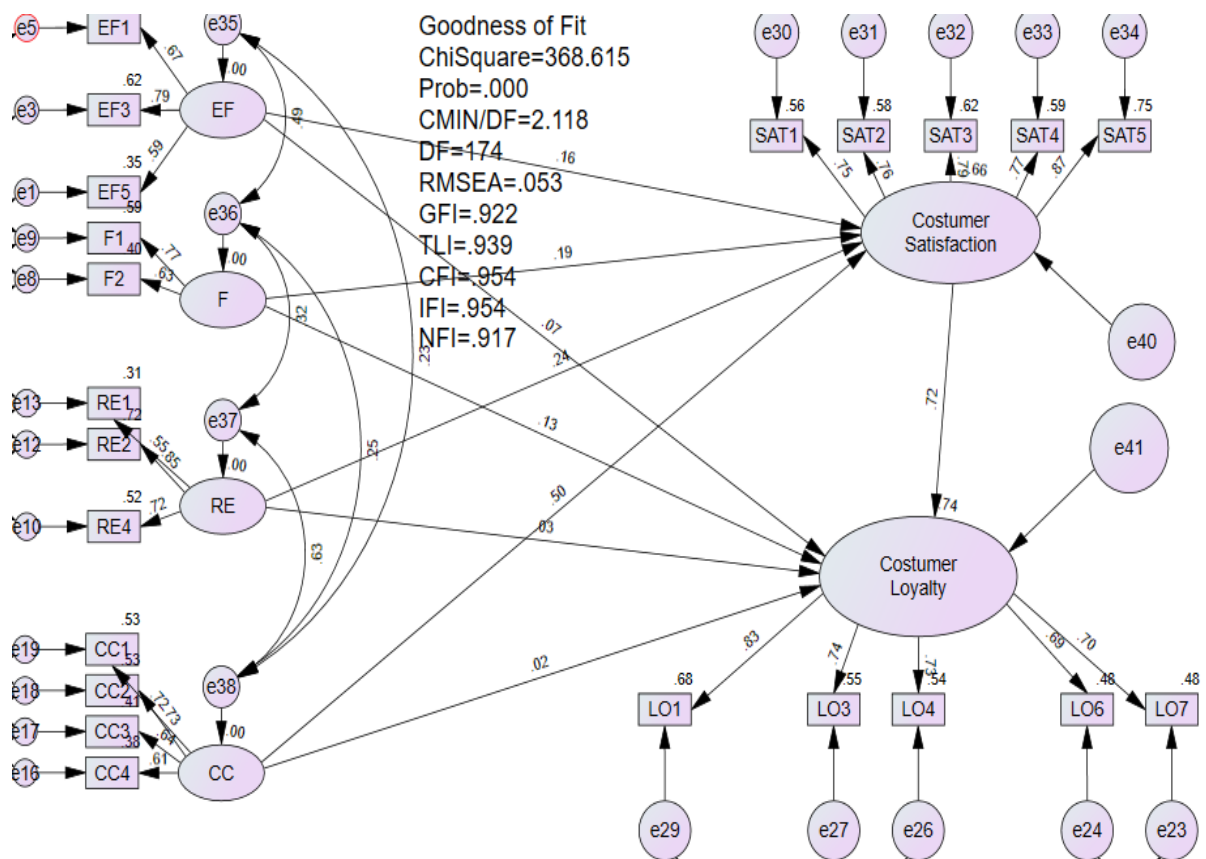 Goodness of Fit
ChiSquare=368.615
Prob=.000
CMIN/DF=2.118
DF=174
RMSEA=.053
GFI=.922
TLI=.939
CFI=.954
IFI=.954
NFI=.917
e5
EF1
.67
e3
.62
EF3
.79
e1
.35
EF5
.59
e35
.00
EF
e9
.59
F1
.77
e8
.40
F2
.63
e36
.00
F
e13
.31
RE1
.55
e12
.72
RE2
.85
e10
.52
RE4
.72
e37
.00
RE
e19
.53
CC1
.72
e18
.53
CC2
.73
e17
.41
CC3
.64
e16
.38
CC4
.61
e38
.00
CC
.49
.32
.63
.25
.23
.16
.19
.24
.50
.07
.13
.03
.02
.72
e30
e31
e32
e33
e34
.56
.58
.62
.59
.75
SAT1
SAT2
SAT3
SAT4
SAT5
.75
.76
.79
.77
.87
.66
Costumer
Satisfaction
e40
e41
.74
Costumer
Loyalty
.83
.74
.73
.69
.70
.68
.55
.54
.48
.48
LO1
LO3
LO4
LO6
LO7
e29
e27
e26
e24
e23